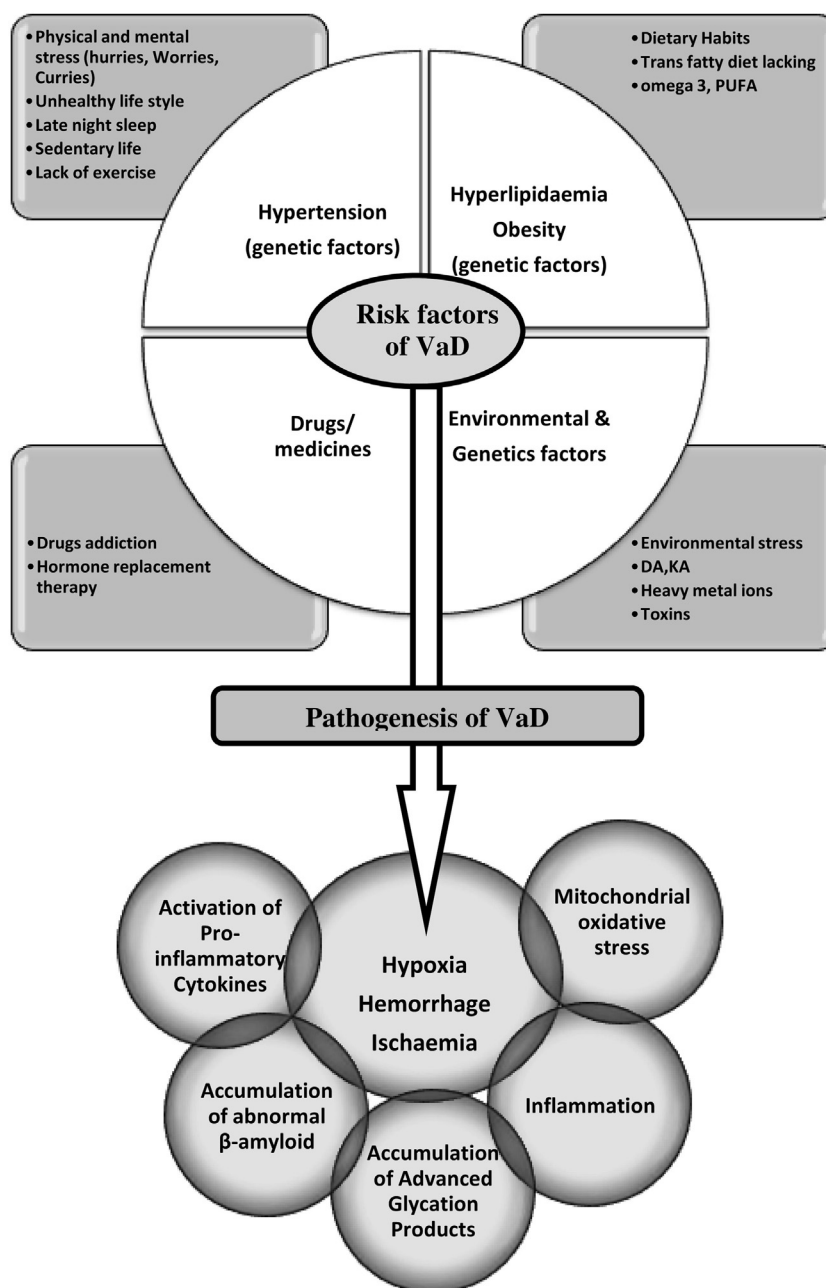 •Physical and mental
stress (hurries, Worries,
Curries)
•Unhealthy life style
•Late night sleep
•Sedentary life
•Lack of exercise
•Dietary Habits
•Trans fatty diet lacking
•omega 3, PUFA
Hypertension
(genetic factors)
Hyperlipidaemia
Obesity
(genetic factors)
Risk factors
of VaD
Drugs/
medicines
Environmental &
Genetics factors
•Drugs addiction
•Hormone replacement
therapy
•Environmental stress
•DA,KA
•Heavy metal ions
•Toxins
Pathogenesis of VaD
Activation of
Pro-
inflammatory
Cytokines
Hypoxia
Hemorrhage
Ischaemia
Mitochondrial
oxidative
stress
Accumulation
of abnormal
β-amyloid
Accumulation
of Advanced
Glycation
Products
Inflammation